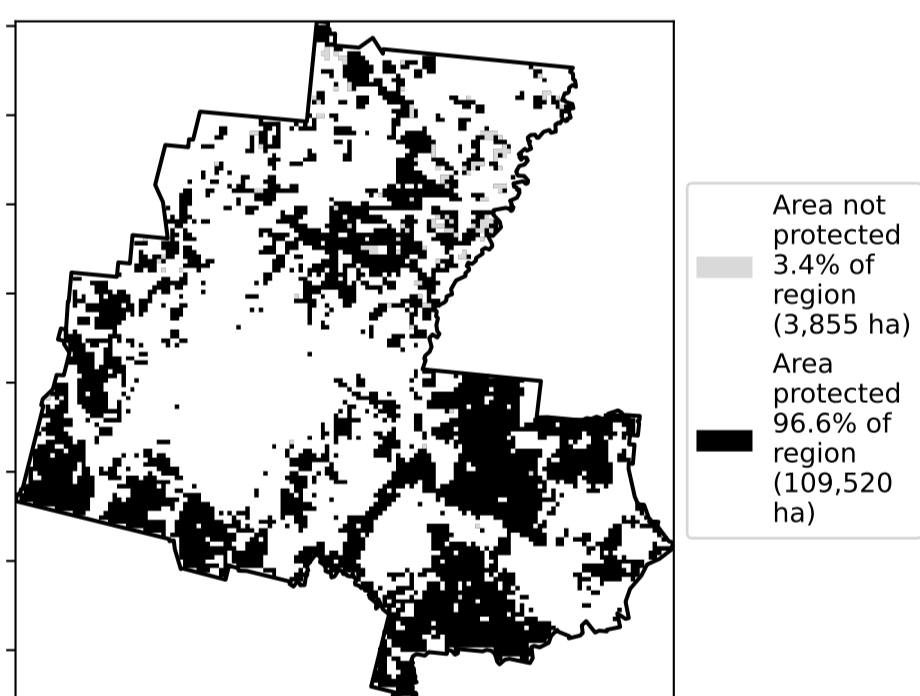 Area not
protected
3.4% of
region
(3,855 ha)
Area
protected
96.6% of
region
(109,520
ha)